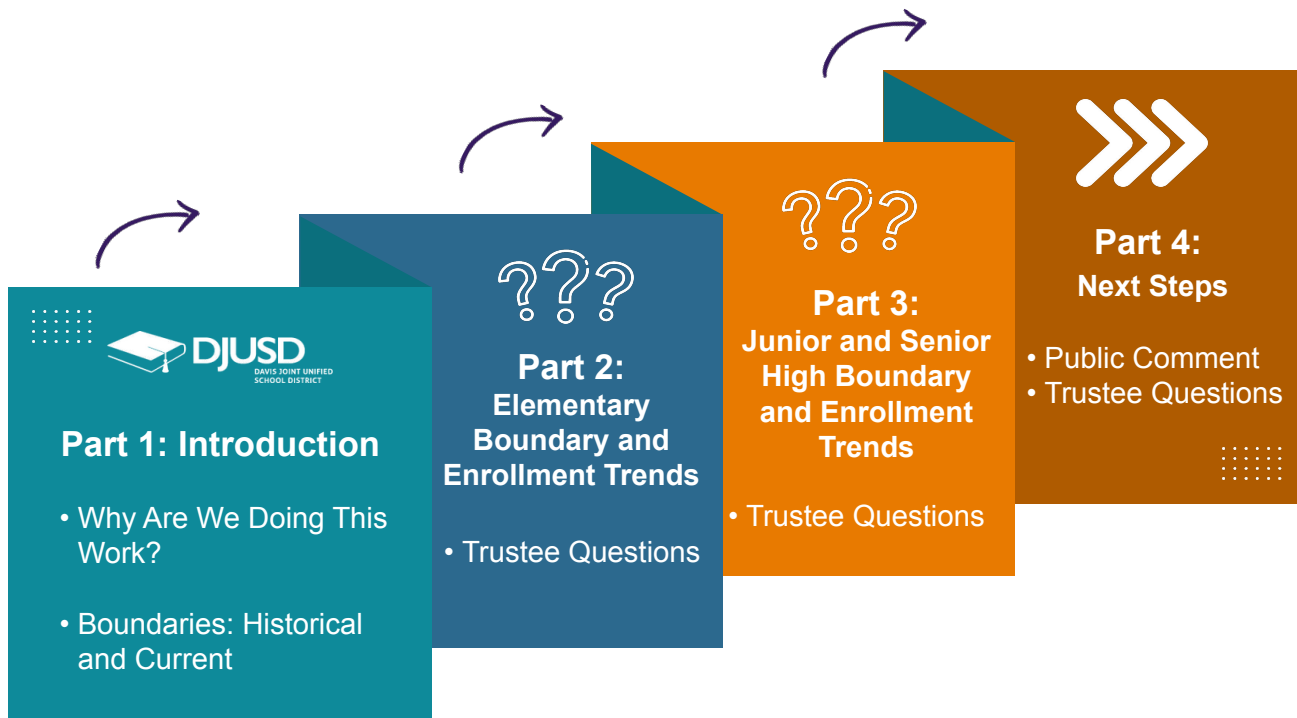 DJUSD
DAVIS JOINT UNIFIED
SCHOOL DISTRICT
Part 1: Introduction
• Why Are We Doing This
Work?
• Boundaries: Historical
and Current
Part 2:
Elementary
Boundary and
Enrollment Trends
• Trustee Questions
Part 3:
Junior and Senior
High Boundary
and Enrollment
Trends
• Trustee Questions
Part 4:
Next Steps
• Public Comment
• Trustee Questions